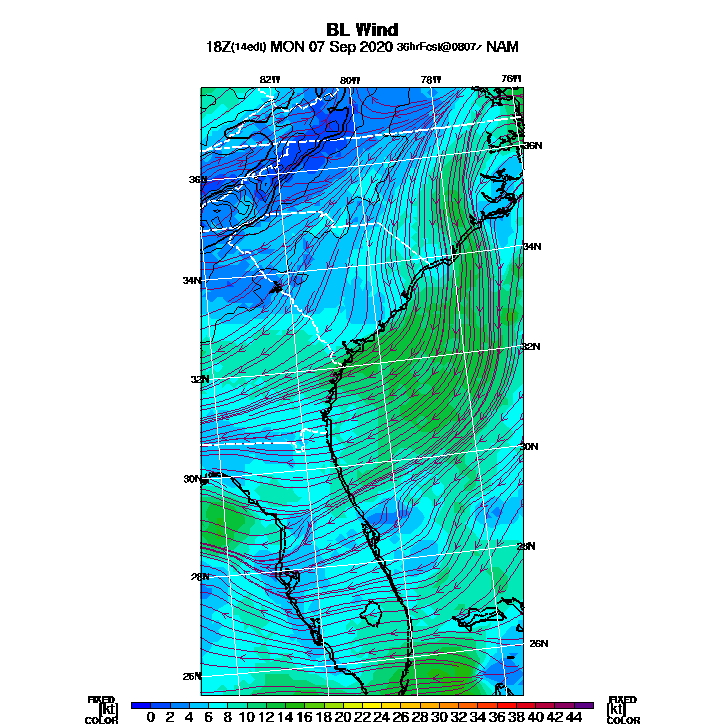 BL Wind
18Z(14edt) MON 07 Sep 2020 36hrFcst@0807z NAM
82W 80W 78W 76W
36N
36N
34N
34N
32N
32N
30N
30N
28N
28N
26N
26N
FIXED FIXED
[kt] 0 2 4 6 8 10 12 14 16 18 20 22 24 26 28 30 32 34 36 38 40 42 44 [kt]
COLOR COLOR